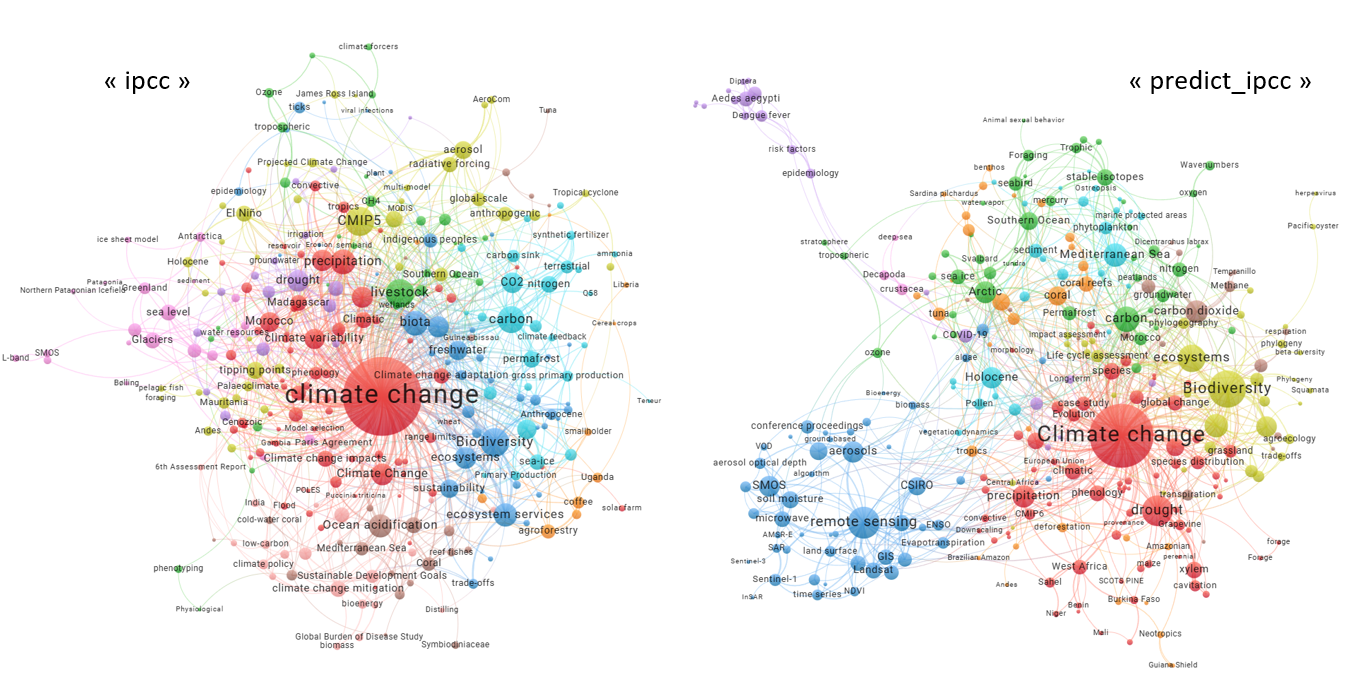 « ipcc »
climate forcers
Ozone
James Ross Island
ticks
viral infections
AeroCom
Tuna
tropospheric
aerosol
radiative forcing
Projected Climate Change
plant
epidemiology
convective
multi-model
CH4
tropics
MODIS
global-scale
Tropical cyclone
El Niño
CMIP5
anthropogenic
irrigation
indigenous peoples
synthetic fertilizer
ice sheet model
Antarctica
reservoir
Erosion
semi-arid
groundwater
precipitation
carbon sink
ammonia
Holocene
terrestrial
Patagonia
sediment
drought
Southern Ocean
CO2
nitrogen
Liberia
Northern Patagonian Icefield
Greenland
livestock
Q58
Madagascar
wetlands
sea level
Morocco
Climatic
biota
carbon
Cereal crops
water resources
climate variability
Guinea-bissau
climate feedback
Glaciers
freshwater
L-band
SMOS
permafrost
tipping points
phenology
Climate change adaptation
gross primary production
Bølling
pelagic fish
foraging
Palaeoclimate
climate change
Mauritania
Tenour
Anthropocene
Cenozoic
wheat
Andes
Model selection
range limits
smallholder
Gambia
Paris Agreement
Biodiversity
6th Assessment Report
Climate change impacts
ecosystems
sea-ice
Climate Change
Primary Production
Uganda
POLES
sustainability
Puccinia triticina
India
Flood
coffee
solar farm
cold-water coral
Ocean acidification
ecosystem services
agroforestry
low-carbon
Mediterranean Sea
reef fishes
climate policy
Coral
phenotyping
Sustainable Development Goals
trade-offs
climate change mitigation
bioenergy
Physiological
Distilling
Global Burden of Disease Study
biomass
Symbiodiniaceae
« predict_ipcc »
Diptera
Aedes aegypti
Dengue fever
Animal sexual behavior
risk factors
Foraging
Trophic
Wavenumbers
epidemiology
benthos
seabird
stable isotopes
Ostreopsis
Sardina pilchardus
mercury
oxygen
herpesvirus
water vapor
Southern Ocean
marine protected areas
phytoplankton
Pacific oyster
stratosphere
deep-sea
sediment
Dicentrarchus labrax
tropospheric
Svalbard
Mediterranean Sea
tundra
Decapoda
sea ice
peatlands
nitrogen
Tempranillo
crustacea
Arctic
coral reefs
coral
groundwater
Methane
tuna
Permafrost
carbon
carbon dioxide
phylogeography
COVID-19
Impact assessment
Morocco
respiration
ozone
algae
morphology
Life cycle assessment
ecosystems
phylogeny
beta diversity
Holocene
Long-term
species
Phylogeny
Bioenergy
Biodiversity
Squamata
biomass
Pollen
case study
global change
Evolution
conference proceedings
ground-based
vegetation dynamics
Climate change
VOD
aerosols
tropics
agroecology
grassland
aerosol optical depth
European Union
species distribution
trade-offs
algorithm
climatic
SMOS
CSIRO
Central Africa
soil moisture
precipitation
phenology
transpiration
microwave
remote sensing
ENSO
convective
CMIP6
drought
AMSR-E
Downscaling
deforestation
provenance
Grapevine
SAR
land surface
Evapotranspiration
Amazonian
forage
Sentinel-3
GIS
Brazilian Amazon
perennial
Forage
Landsat
West Africa
maize
xylem
Sentinel-1
Andes
Sahel
SCOTS PINE
cavitation
InSAR
time series
NDVI
Benin
Burkina Faso
Niger
Mali
Neotropics
Guiana Shield